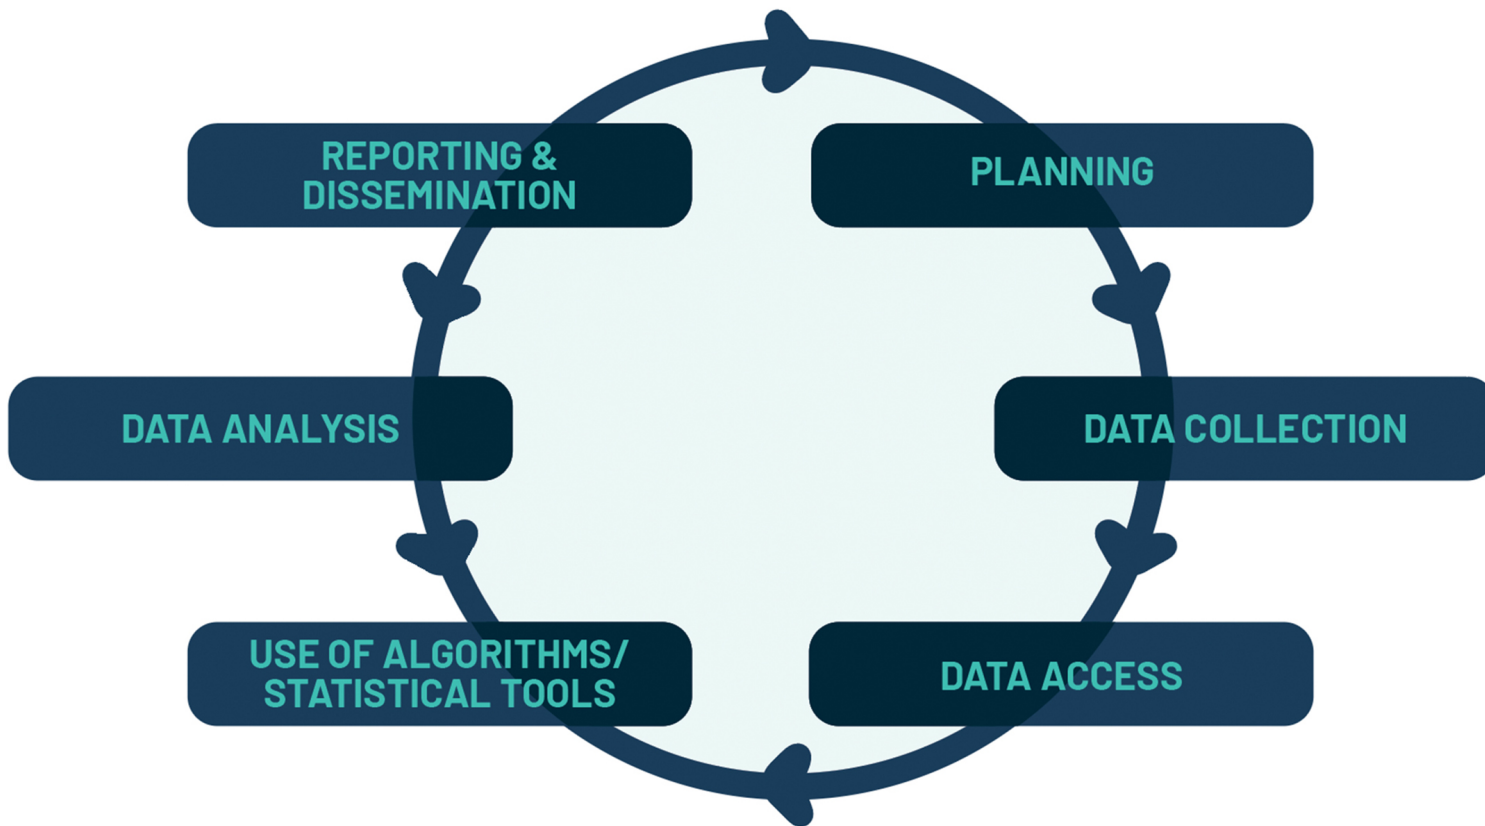 REPORTING &
DISSEMINATION
PLANNING
DATA ANALYSIS
DATA COLLECTION
USE OF ALGORITHMS/
STATISTICAL TOOLS
DATA ACCESS